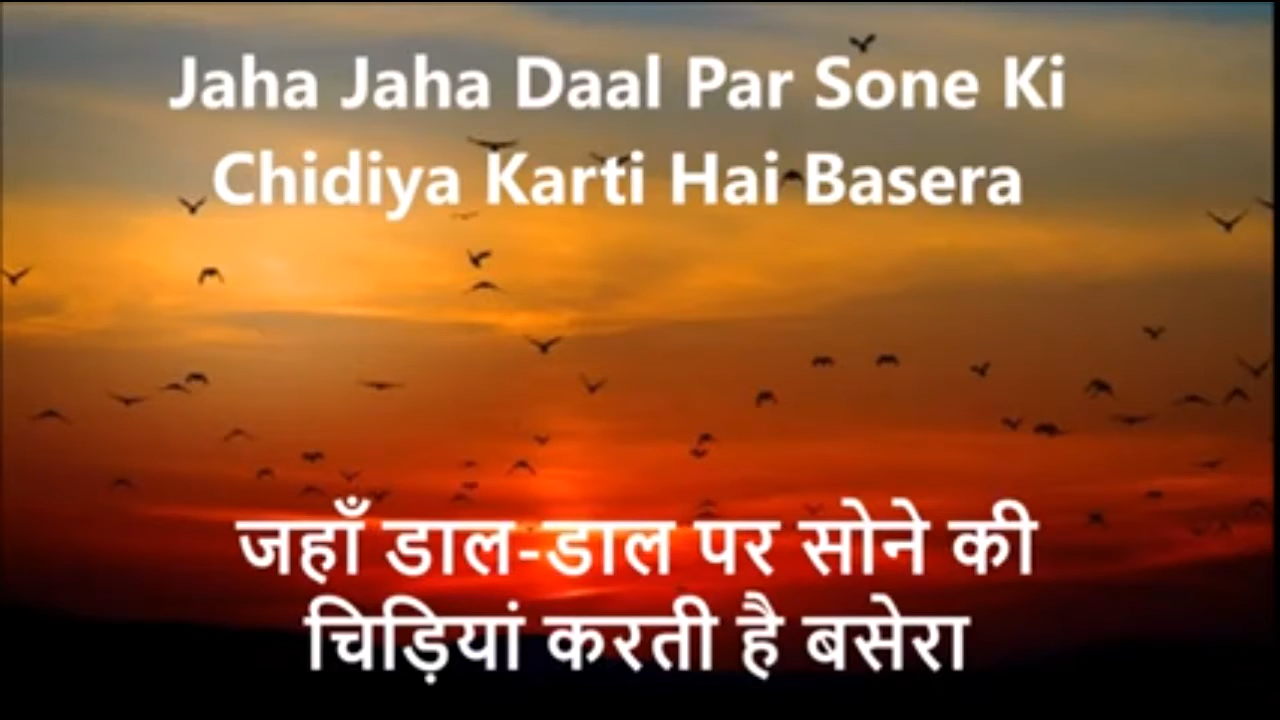 Jaha Jaha Daal Par Sone Ki
Chidiya Karti Hai Basera
जहाँ डाल-डाल पर सोने की
चिड़ियां करती है बसेरा